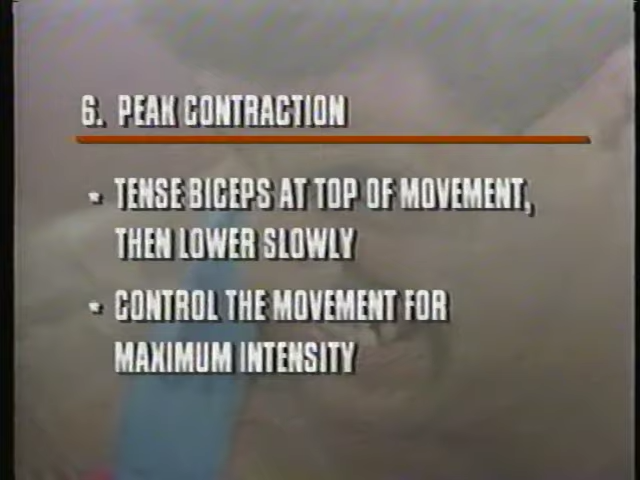 6. PEAK CONTRACTION
* TENSE BICEPS AT TOP OF MOVEMENT,
THEN LOWER SLOWLY
* CONTROL THE MOVEMENT FOR
MAXIMUM INTENSITY